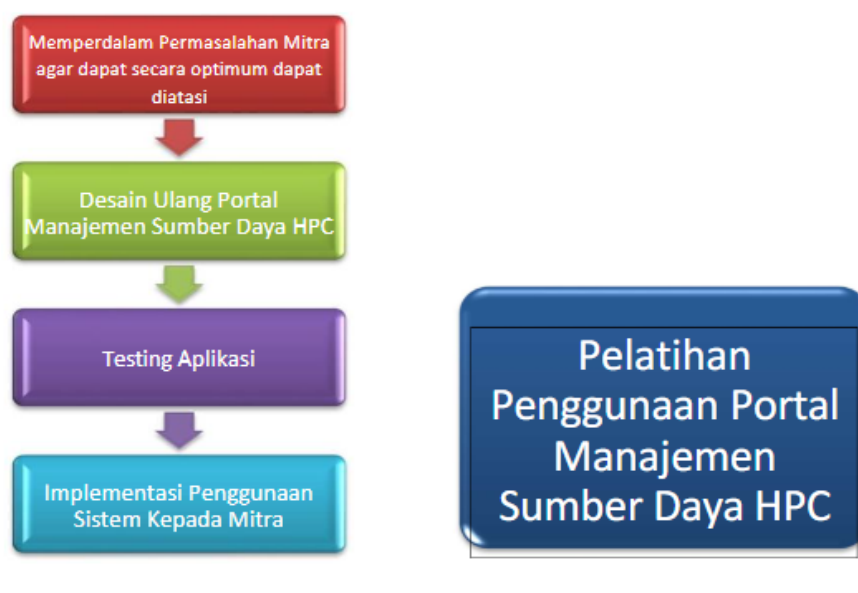 Memperdalam Permasalahan Mitra
agar dapat secara optimum dapat
diatasi
Desain Ulang Portal
Manajemen Sumber Daya HPC
Testing Aplikasi
Implementasi Penggunaan
Sistem Kepada Mitra
Pelatihan
Penggunaan Portal
Manajemen
Sumber Daya HPC